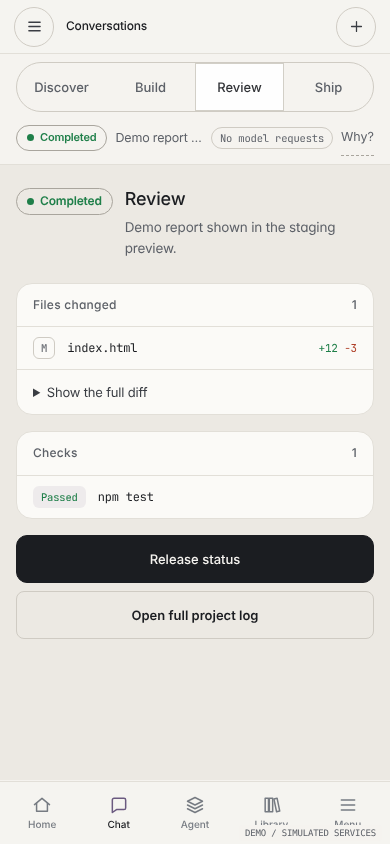 Conversations
Discover Build Review Ship
Completed Demo report ... No model requests Why?
Completed Review
Demo report shown in the staging
preview.
Files changed 1
M index.html +12 -3
Show the full diff
Checks 1
Passed npm test
Release status
Open full project log
Home Chat Agent Library Menu
DEMO / SIMULATED SERVICES